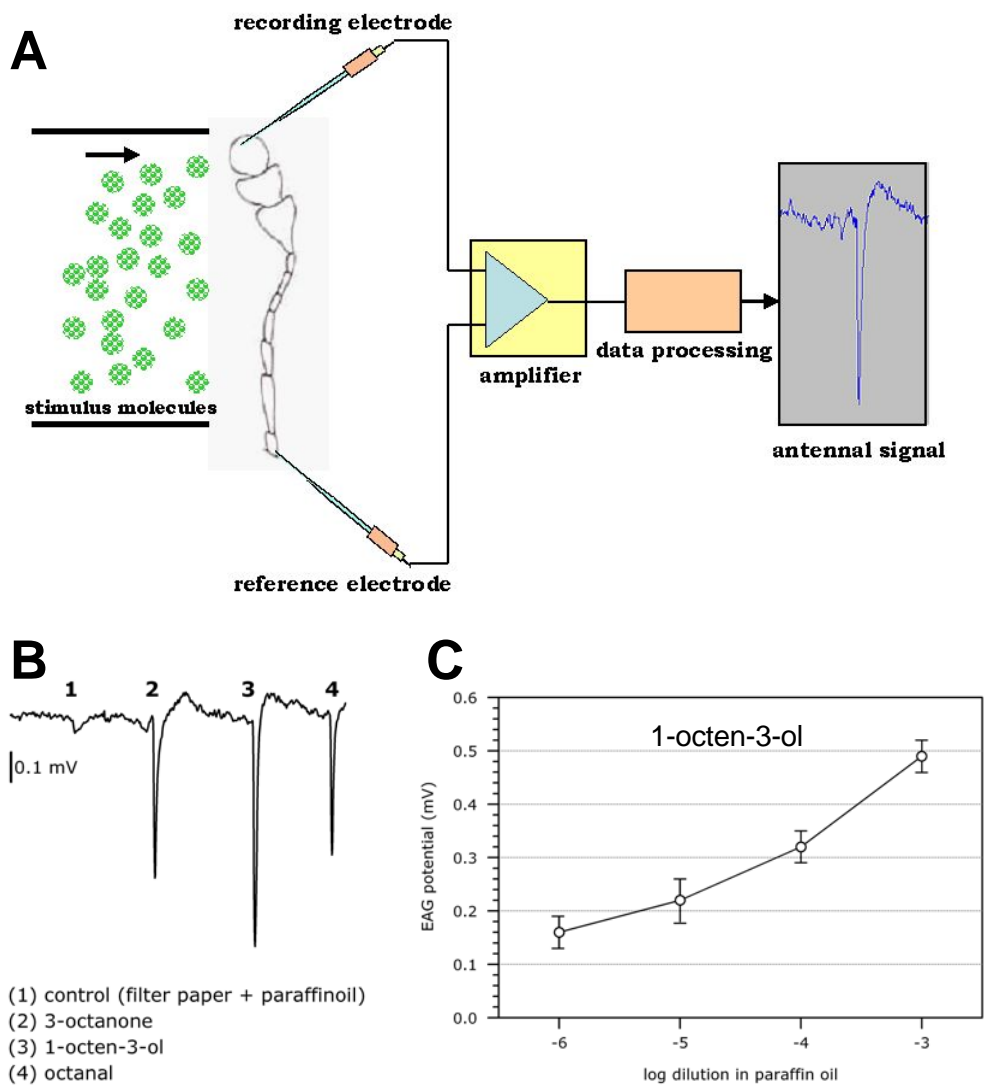 A
recording electrode
stimulus molecules
amplifier
data processing
antennal signal
reference electrode
B
1 2 3 4
0.1 mV
(1) control (filter paper + paraffinoil)
(2) 3-octanone
(3) 1-octen-3-ol
(4) octanal
C
1-octen-3-ol
EAG potential (mV)
0.6
0.5
0.4
0.3
0.2
0.1
0.0
-6 -5 -4 -3
log dilution in paraffin oil